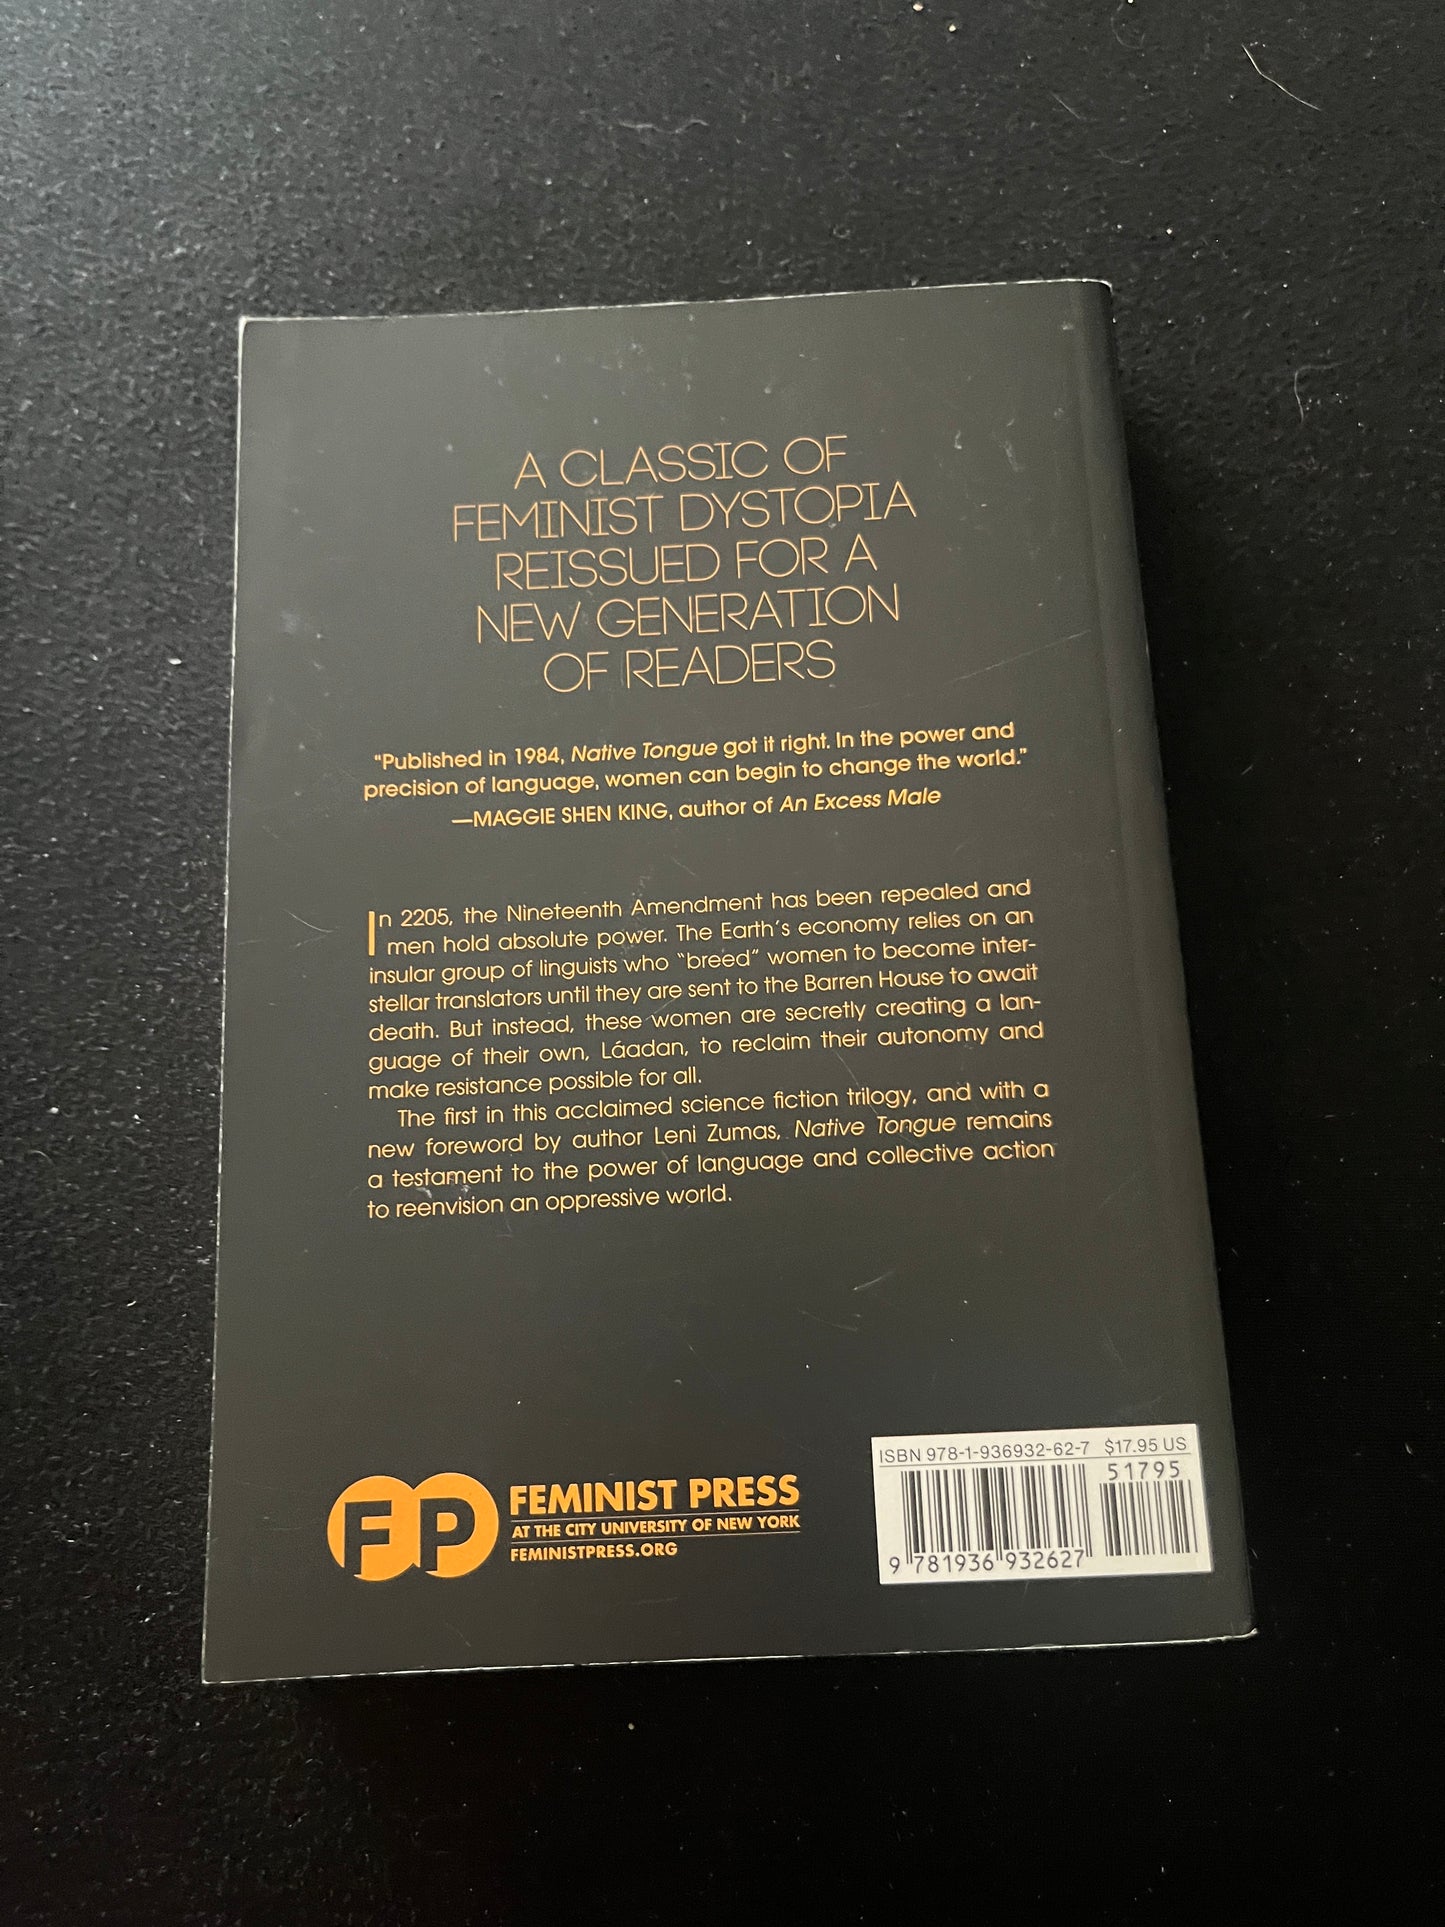 A CLASSIC OF
FEMINIST DYSTOPIA
REISSUED FOR A
NEW GENERATION
OF READERS
“Published in 1984, Native Tongue got it right. In the power and
precision of language, women can begin to change the world.”
—MAGGIE SHEN KING, author of An Excess Male
In 2205, the Nineteenth Amendment has been repealed and
men hold absolute power. The Earth’s economy relies on an
insular group of linguists who “breed” women to become inter-
stellar translators until they are sent to the Barren House to await
death. But instead, these women are secretly creating a lan-
guage of their own, Láadan, to reclaim their autonomy and
make resistance possible for all.
The first in this acclaimed science fiction trilogy, and with a
new foreword by author Leni Zumas, Native Tongue remains
a testament to the power of language and collective action
to reenvision an oppressive world.
FP
FEMINIST PRESS
AT THE CITY UNIVERSITY OF NEW YORK
FEMINISTPRESS.ORG
ISBN 978-1-936932-62-7 $17.95 US
51795
9 781936 932627